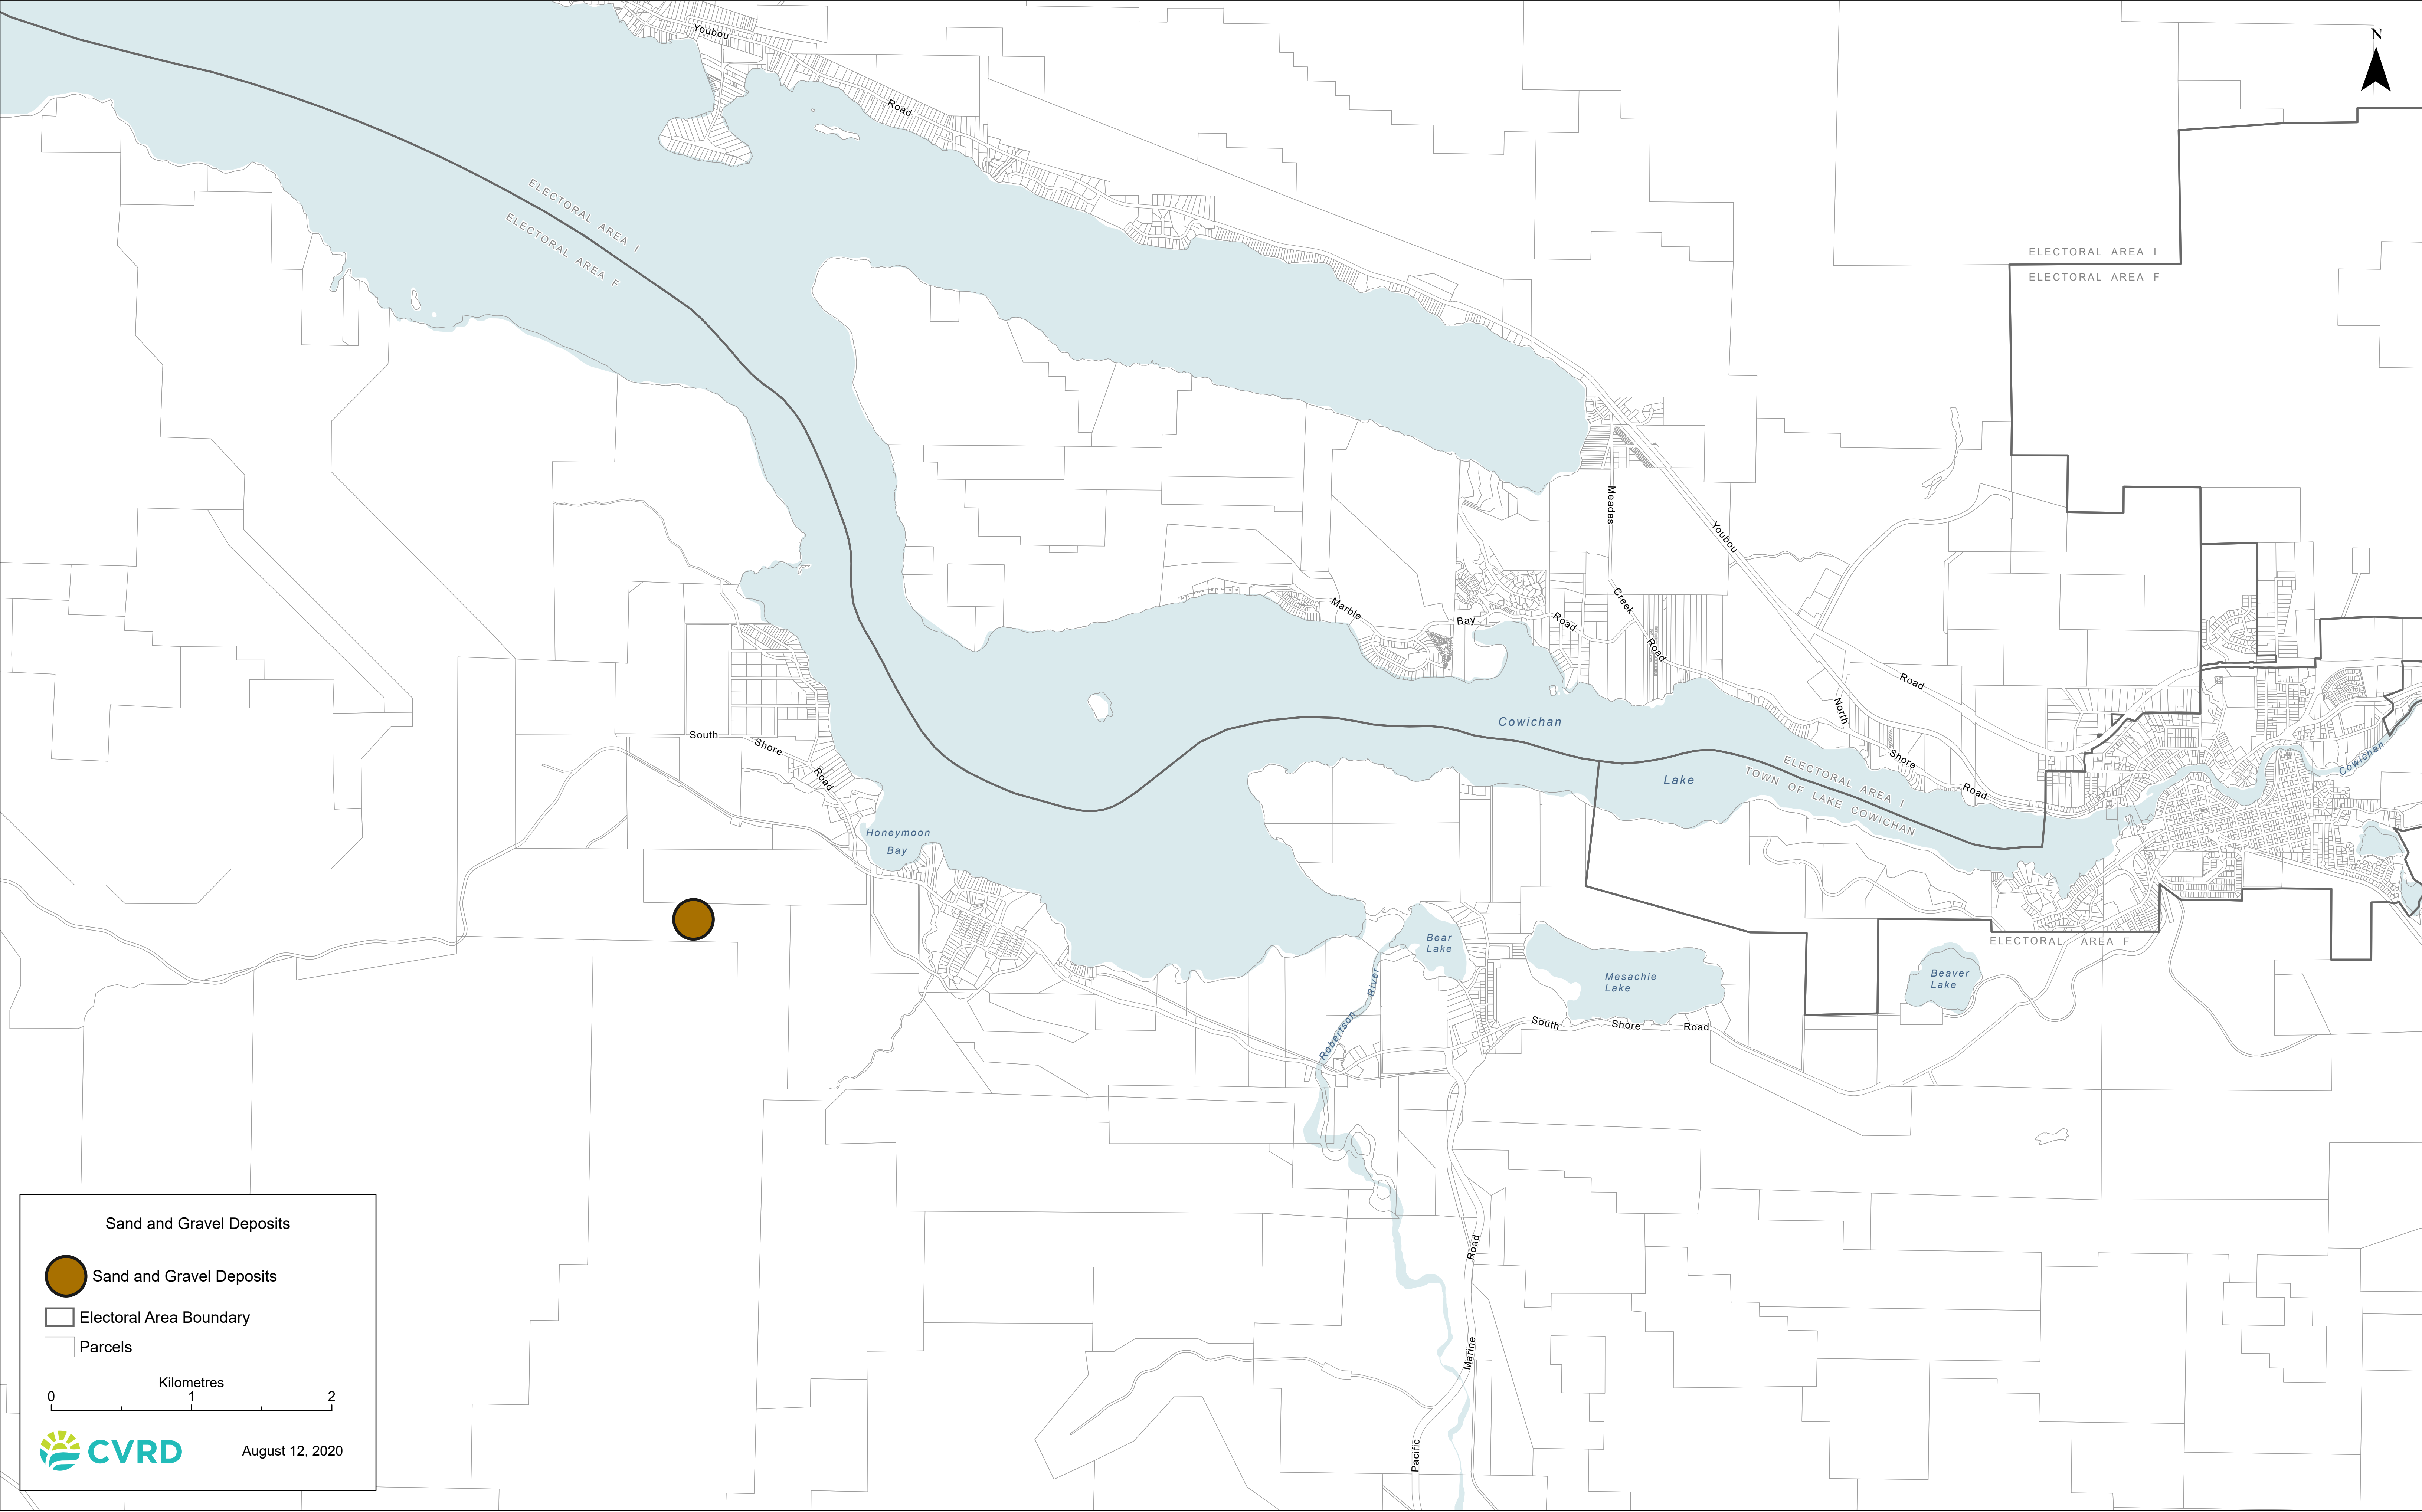 N
Youbou
Road
ELECTORAL AREA I
ELECTORAL AREA F
ELECTORAL AREA I
ELECTORAL AREA F
Meades
Creek
Road
Youbou
Road
Marble
Bay
Road
North
Shore
Road
Cowichan
Lake
ELECTORAL AREA I
TOWN OF LAKE COWICHAN
Cowichan
South
Shore
Road
Honeymoon
Bay
Bear
Lake
Mesachie
Lake
Beaver
Lake
ELECTORAL AREA F
Robertson
River
South
Shore
Road
Road
Marine
Pacific
Sand and Gravel Deposits
Sand and Gravel Deposits
Electoral Area Boundary
Parcels
Kilometres
0 1 2
CVRD
August 12, 2020